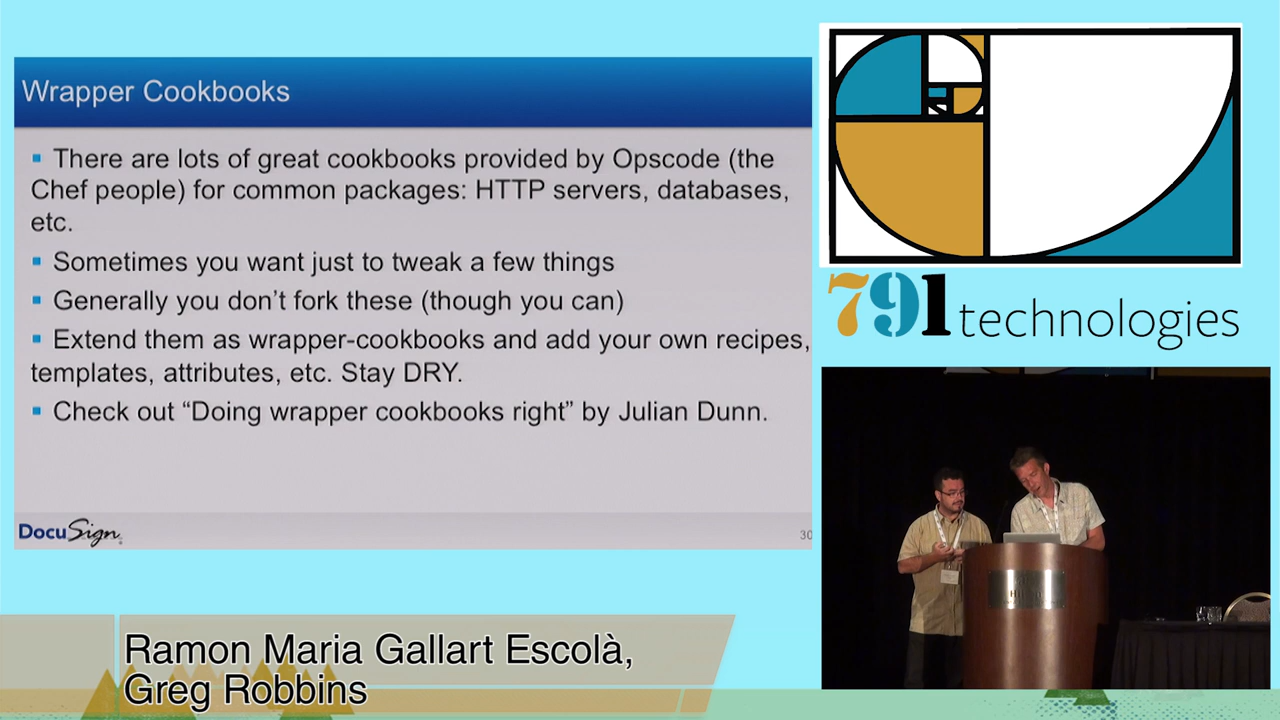 Wrapper Cookbooks
▪ There are lots of great cookbooks provided by Opscode (the
Chef people) for common packages: HTTP servers, databases,
etc.
▪ Sometimes you want just to tweak a few things
▪ Generally you don’t fork these (though you can)
▪ Extend them as wrapper-cookbooks and add your own recipes,
templates, attributes, etc. Stay DRY.
▪ Check out “Doing wrapper cookbooks right” by Julian Dunn.
DocuSign
30
791 technologies
Ramon Maria Gallart Escolà,
Greg Robbins